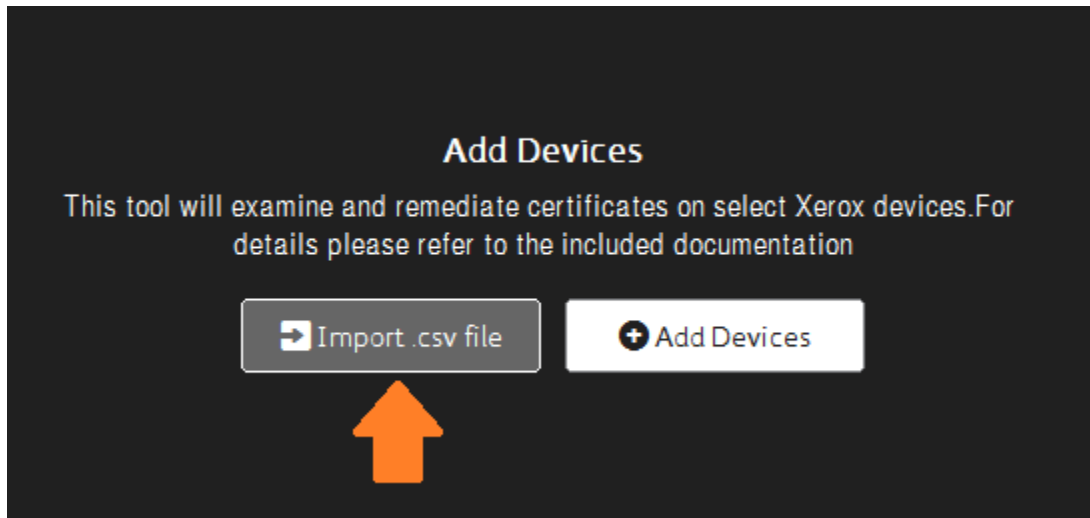 Add Devices
This tool will examine and remediate certificates on select Xerox devices.For
details please refer to the included documentation
Import .csv file
Add Devices